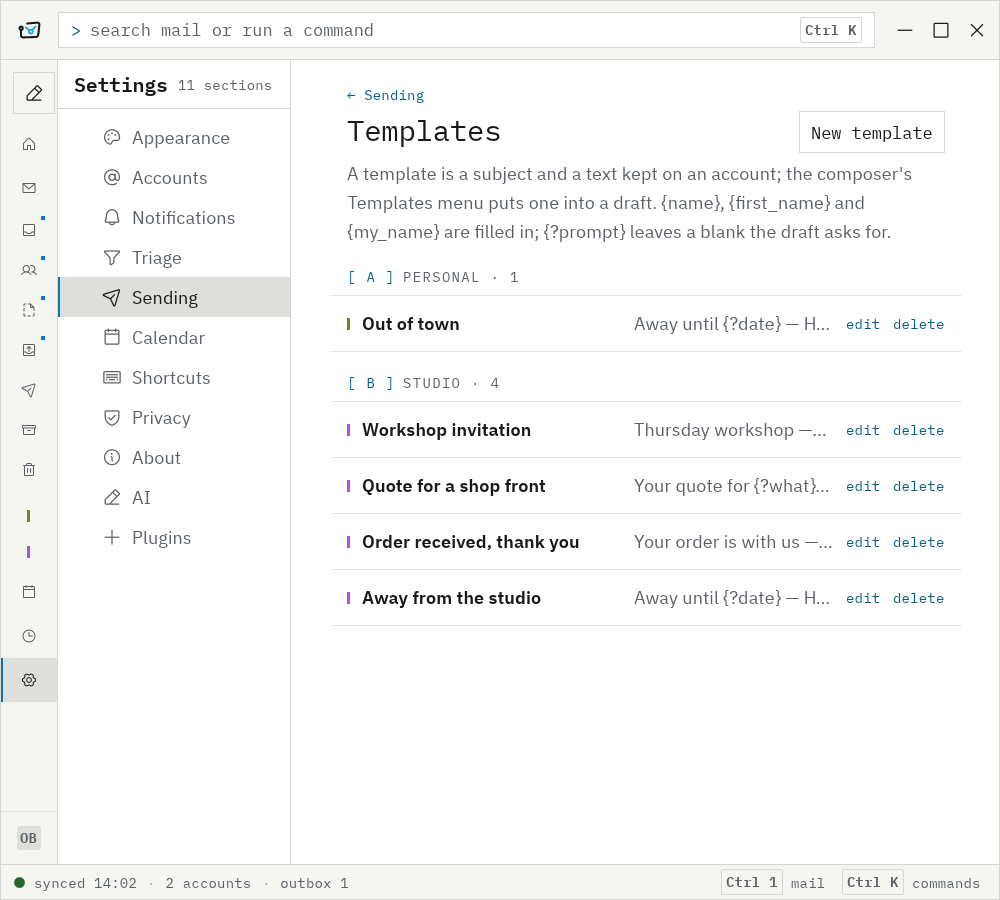 > search mail or run a command Ctrl K
Settings 11 sections
Appearance
Accounts
Notifications
Triage
Sending
Calendar
Shortcuts
Privacy
About
AI
Plugins
OB
← Sending
Templates
New template
A template is a subject and a text kept on an account; the composer's
Templates menu puts one into a draft. {name}, {first_name} and
{my_name} are filled in; {?prompt} leaves a blank the draft asks for.
[ A ] PERSONAL · 1
Out of town Away until {?date} — H... edit delete
[ B ] STUDIO · 4
Workshop invitation Thursday workshop —... edit delete
Quote for a shop front Your quote for {?what}... edit delete
Order received, thank you Your order is with us —... edit delete
Away from the studio Away until {?date} — H... edit delete
synced 14:02 · 2 accounts · outbox 1 Ctrl 1 mail Ctrl K commands